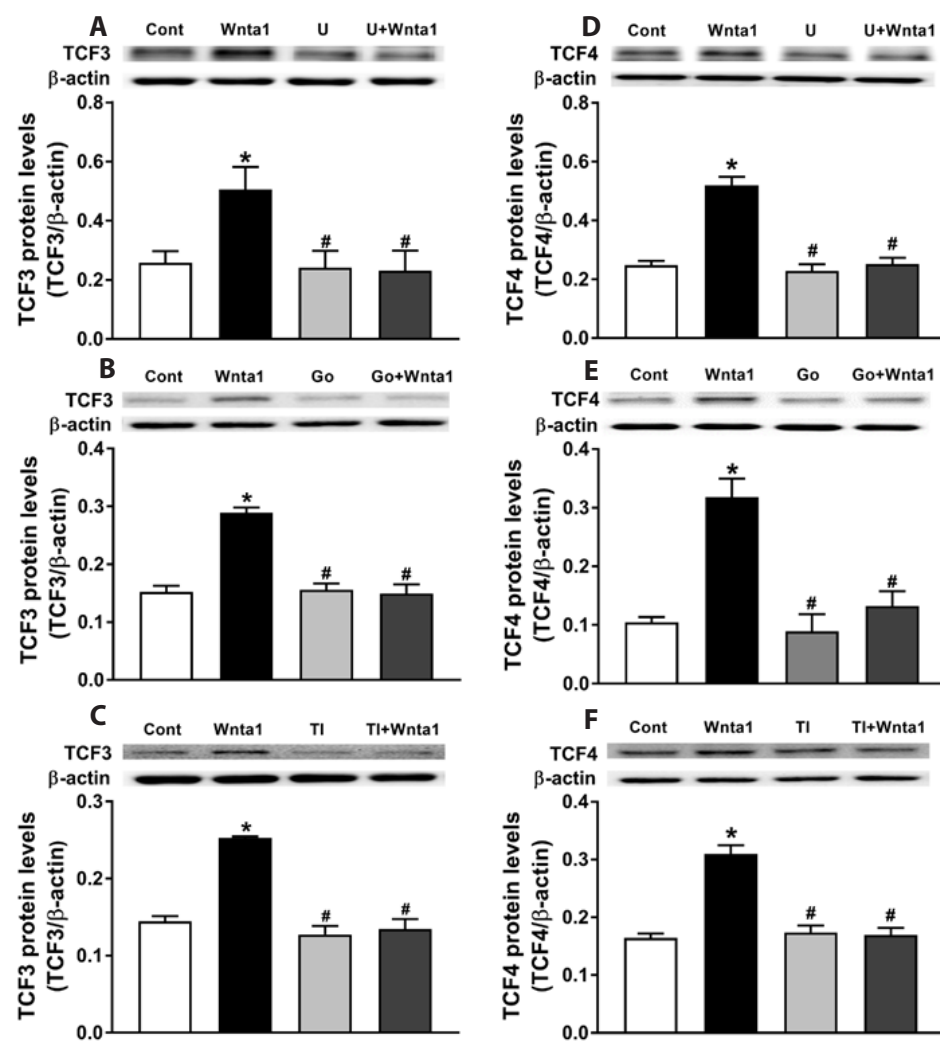 A
Cont Wnta1 U U+Wnta1
TCF3
β-actin
TCF3 protein levels
(TCF3/β-actin)
0.8
0.6
0.4
0.2
0.0
*
#
#
D
Cont Wnta1 U U+Wnta1
TCF4
β-actin
TCF4 protein levels
(TCF4/β-actin)
0.8
0.6
0.4
0.2
0.0
*
#
#
B
Cont Wnta1 Go Go+Wnta1
TCF3
β-actin
TCF3 protein levels
(TCF3/β-actin)
0.4
0.3
0.2
0.1
0.0
*
#
#
E
Cont Wnta1 Go Go+Wnta1
TCF4
β-actin
TCF4 protein levels
(TCF4/β-actin)
0.4
0.3
0.2
0.1
0.0
*
#
#
C
Cont Wnta1 TI TI+Wnta1
TCF3
β-actin
TCF3 protein levels
(TCF3/β-actin)
0.3
0.2
0.1
0.0
*
#
#
F
Cont Wnta1 TI TI+Wnta1
TCF4
β-actin
TCF4 protein levels
(TCF4/β-actin)
0.4
0.3
0.2
0.1
0.0
*
#
#